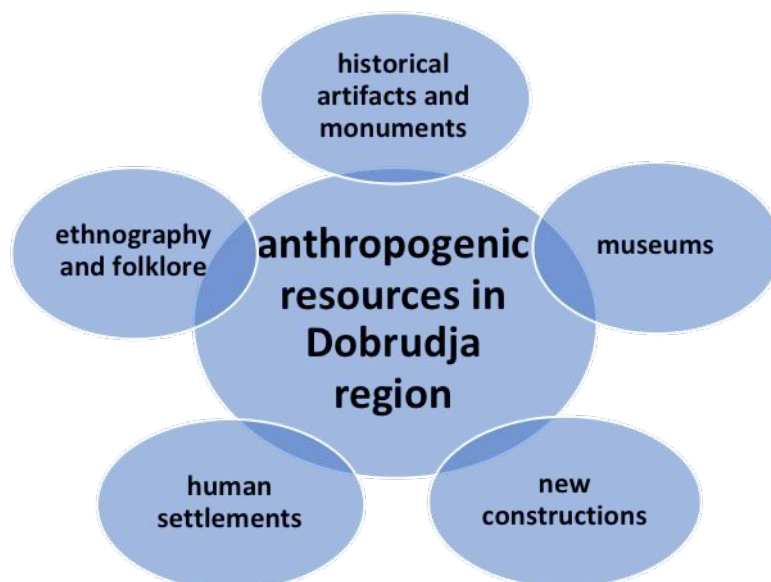 historical
artifacts and
monuments
ethnography
and folklore
anthropogenic
resources in
Dobrudja
region
museums
human
settlements
new
constructions